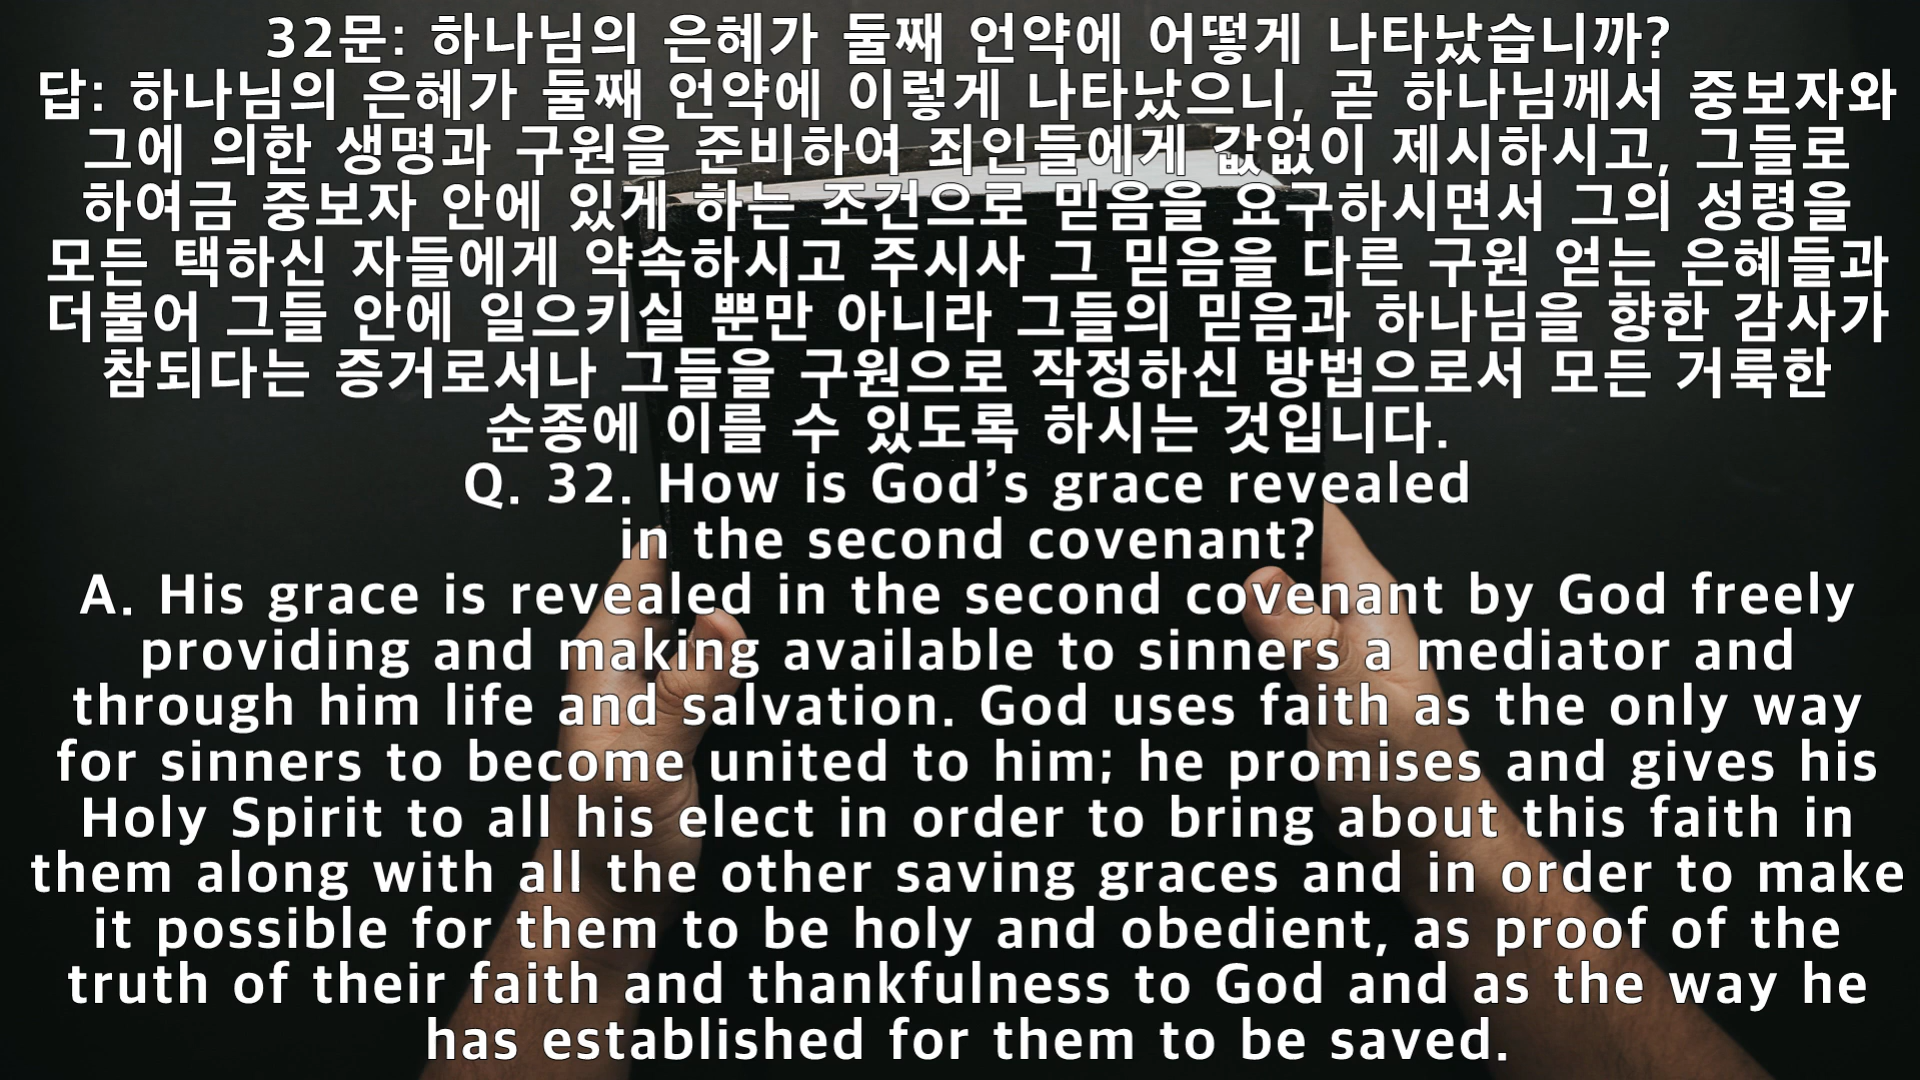 32문: 하나님의 은혜가 둘째 언약에 어떻게 나타났습니까?
답: 하나님의 은혜가 둘째 언약에 이렇게 나타났으니, 곧 하나님께서 중보자와
그에 의한 생명과 구원을 준비하여 죄인들에게 값없이 제시하시고, 그들로
하여금 중보자 안에 있게 하는 조건으로 믿음을 요구하시면서 그의 성령을
모든 택하신 자들에게 약속하시고 주시사 그 믿음을 다른 구원 얻는 은혜들과
더불어 그들 안에 일으키실 뿐만 아니라 그들의 믿음과 하나님을 향한 감사가
참되다는 증거로서나 그들을 구원으로 작정하신 방법으로서 모든 거룩한
순종에 이를 수 있도록 하시는 것입니다.
Q. 32. How is God’s grace revealed
in the second covenant?
A. His grace is revealed in the second covenant by God freely
providing and making available to sinners a mediator and
through him life and salvation. God uses faith as the only way
for sinners to become united to him; he promises and gives his
Holy Spirit to all his elect in order to bring about this faith in
them along with all the other saving graces and in order to make
it possible for them to be holy and obedient, as proof of the
truth of their faith and thankfulness to God and as the way he
has established for them to be saved.